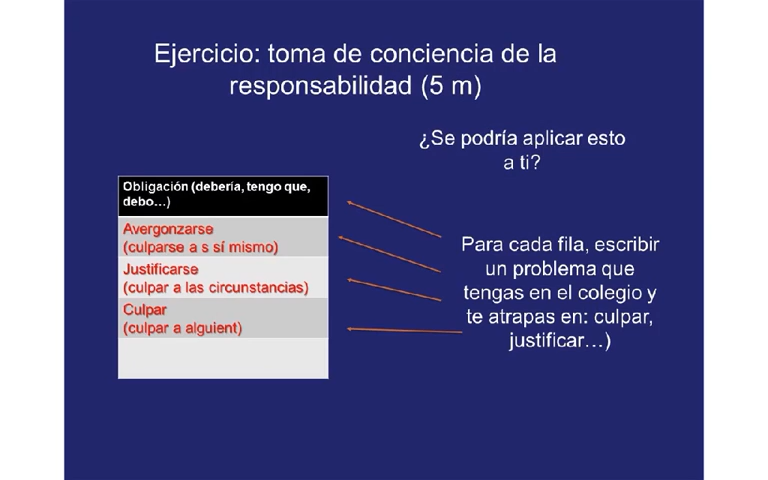 Ejercicio: toma de conciencia de la
responsabilidad (5 m)
¿Se podría aplicar esto
a ti?
Obligación (debería, tengo que,
debo...)
Avergonzarse
(culparse a s sí mismo)
Justificarse
(culpar a las circunstancias)
Culpar
(culpar a alguient)
Para cada fila, escribir
un problema que
tengas en el colegio y
te atrapas en: culpar,
justificar...)